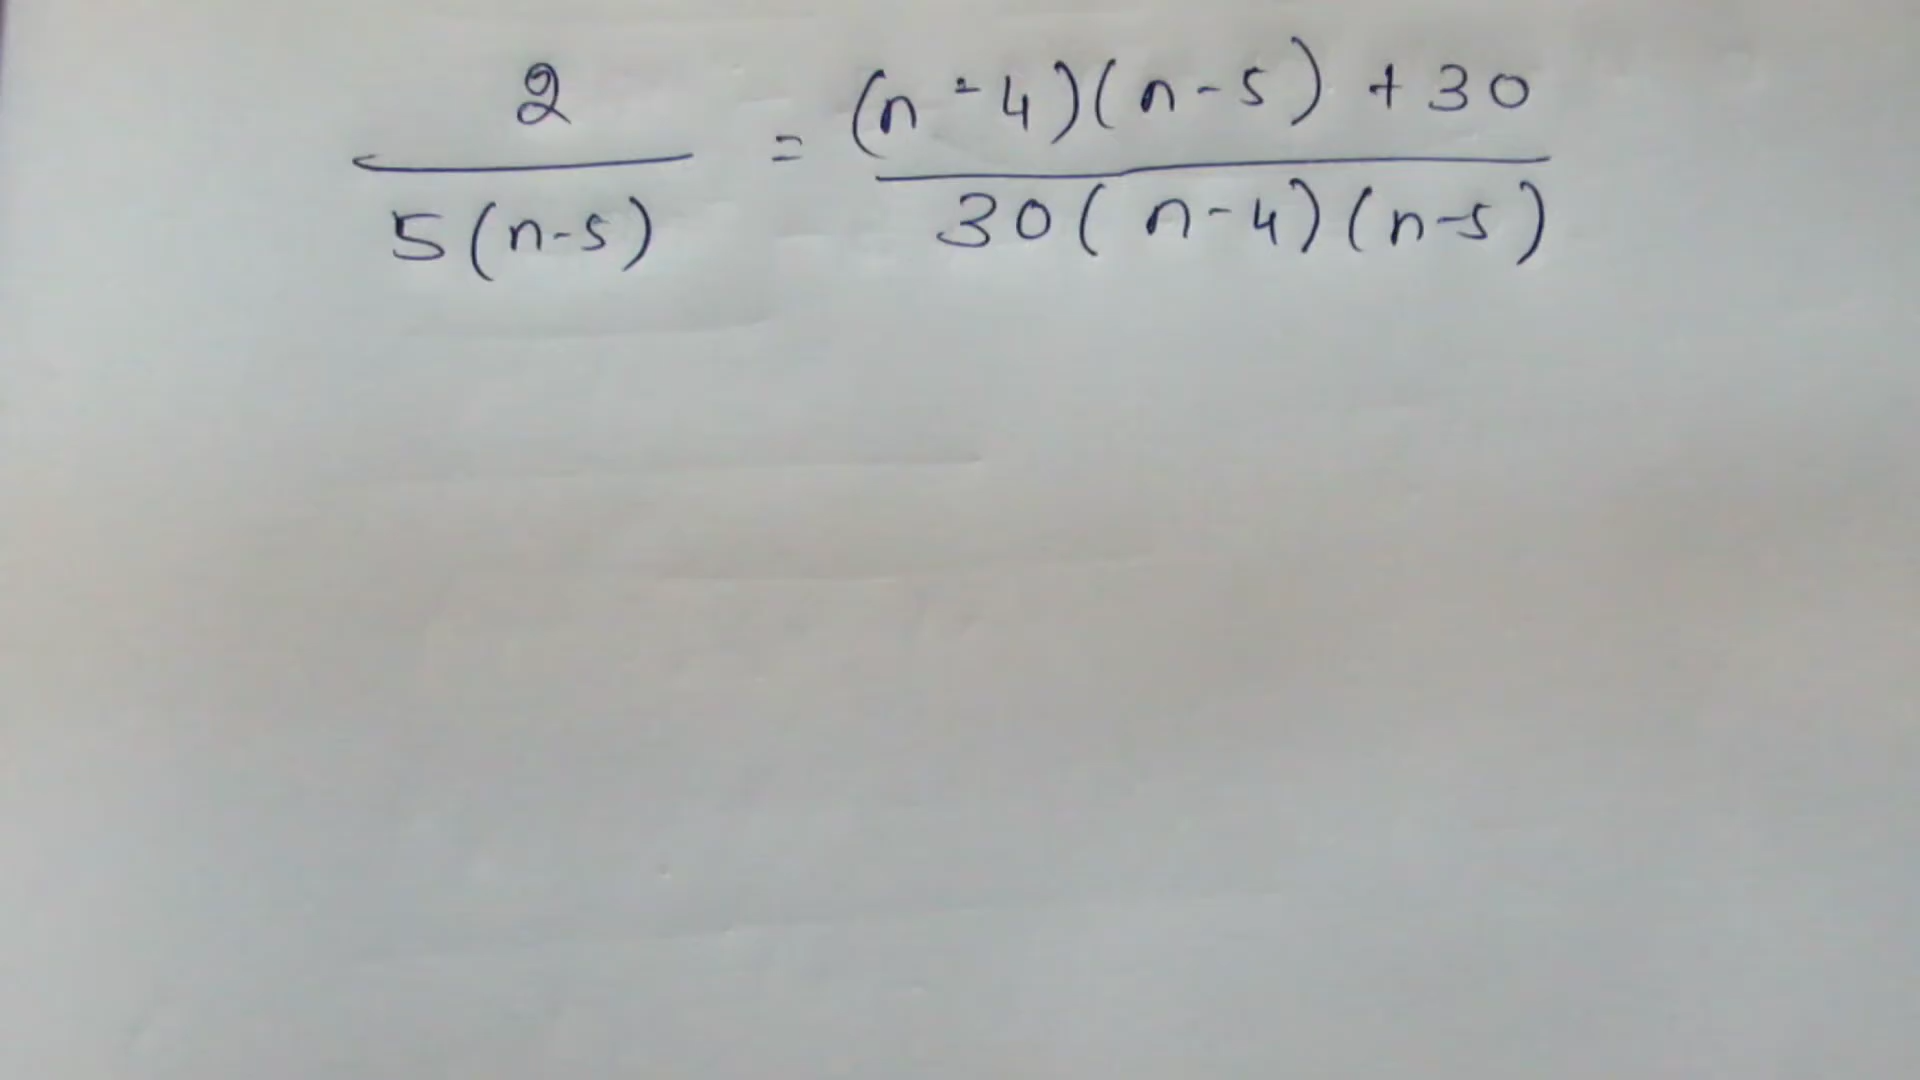 2 / 5(n-5) = (n-4)(n-5) + 30 / 30(n-4)(n-5)